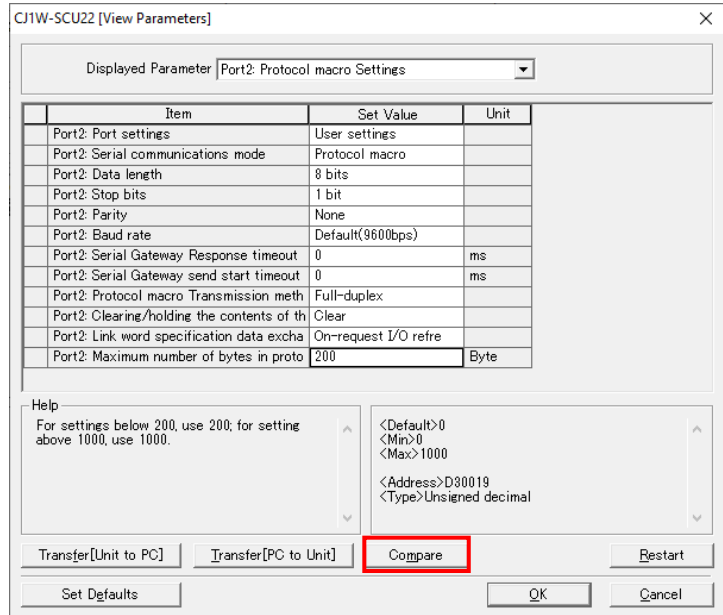 CJ1W-SCU22 [View Parameters]
Displayed Parameter Port2: Protocol macro Settings
Item Set Value Unit
Port2: Port settings User settings
Port2: Serial communications mode Protocol macro
Port2: Data length 8 bits
Port2: Stop bits 1 bit
Port2: Parity None
Port2: Baud rate Default(9600bps)
Port2: Serial Gateway Response timeout 0 ms
Port2: Serial Gateway send start timeout 0 ms
Port2: Protocol macro Transmission meth Full-duplex
Port2: Clearing/holding the contents of th Clear
Port2: Link word specification data excha On-request I/O refre
Port2: Maximum number of bytes in proto 200 Byte
Help
For settings below 200, use 200; for setting
above 1000, use 1000.
<Default>0
<Min>0
<Max>1000
<Address>D30019
<Type>Unsigned decimal
Transfer[Unit to PC] Transfer[PC to Unit] Compare Restart
Set Defaults OK Cancel